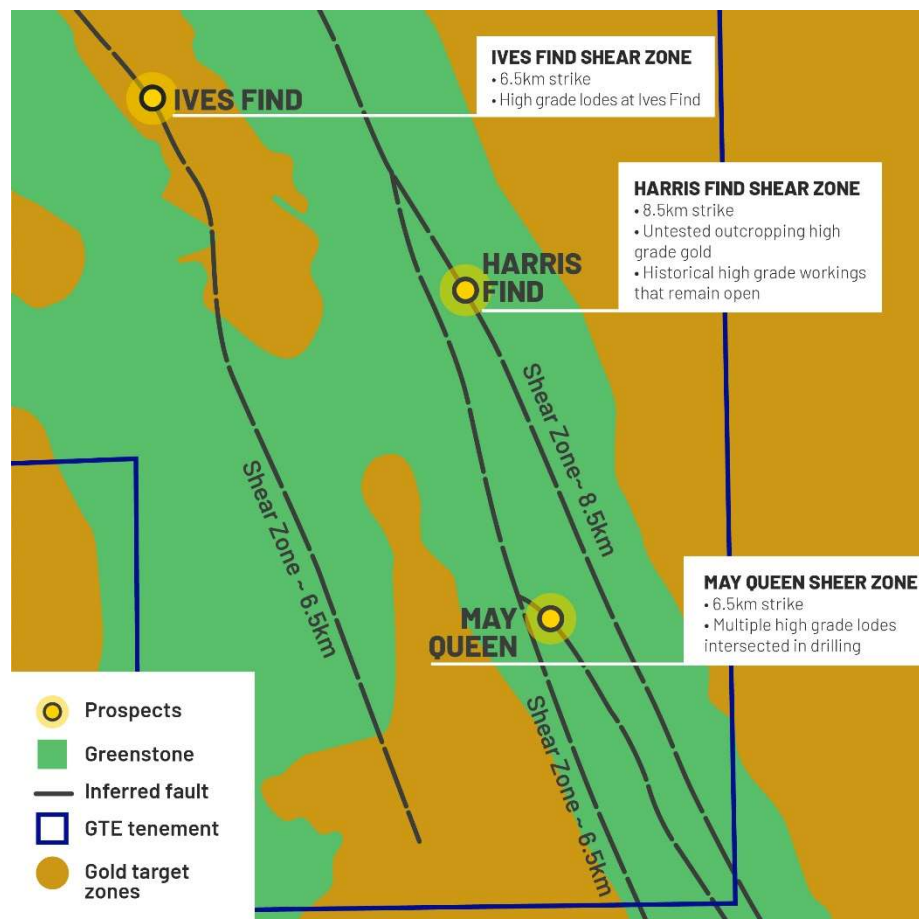 IVES FIND SHEAR ZONE
• 6.5km strike
• High grade lodes at Ives Find
IVES FIND
HARRIS FIND SHEAR ZONE
• 8.5km strike
• Untested outcropping high
grade gold
• Historical high grade workings
that remain open
HARRIS
FIND
Shear Zone~ 8.5km
Shear Zone ~ 6.5km
MAY QUEEN SHEER ZONE
• 6.5km strike
• Multiple high grade lodes
intersected in drilling
MAY
QUEEN
Shear Zone ~ 6.5km
Prospects
Greenstone
Inferred fault
GTE tenement
Gold target
zones